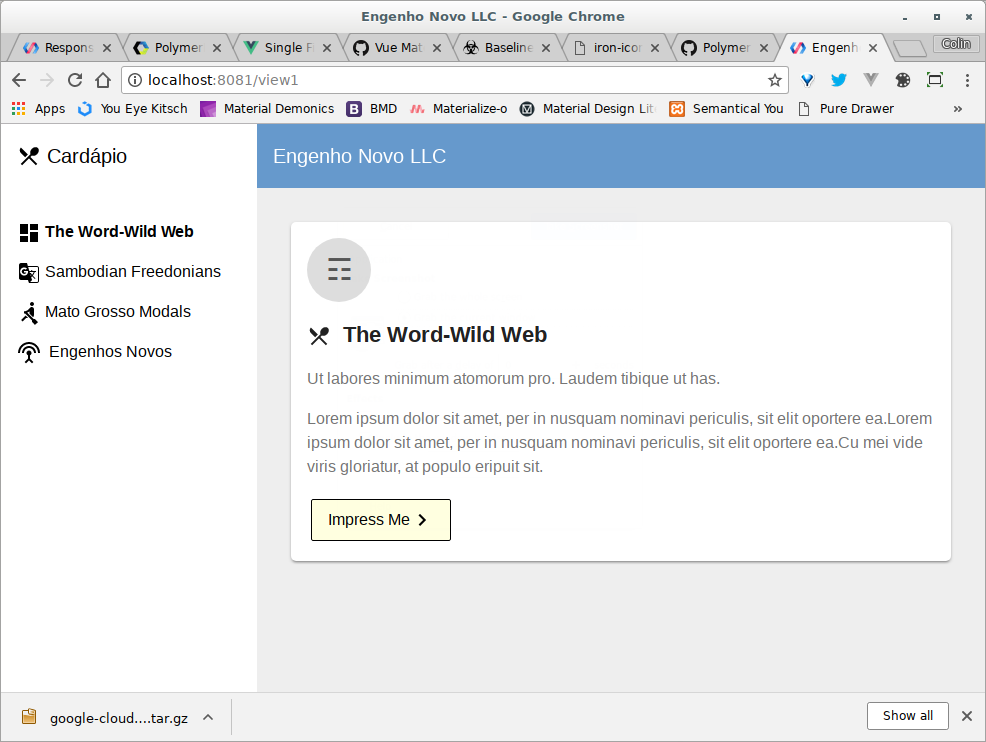 Engenho Novo LLC - Google Chrome
Respons
Polymer
Single F
Vue Mat
Baseline
iron-icon
Polymer
Engenh
Colin
localhost:8081/view1
Apps
You Eye Kitsch
Material Demonics
B
BMD
Materialize-o
Material Design Lit
Semantical You
Pure Drawer
»
Cardápio
Engenho Novo LLC
The Word-Wild Web
Sambodian Freedonians
Mato Grosso Modals
Engenhos Novos
☶
The Word-Wild Web
Ut labores minimum atomorum pro. Laudem tibique ut has.
Lorem ipsum dolor sit amet, per in nusquam nominavi periculis, sit elit oportere ea.Lorem
ipsum dolor sit amet, per in nusquam nominavi periculis, sit elit oportere ea.Cu mei vide
viris gloriatur, at populo eripuit sit.
Impress Me
google-cloud....tar.gz
Show all